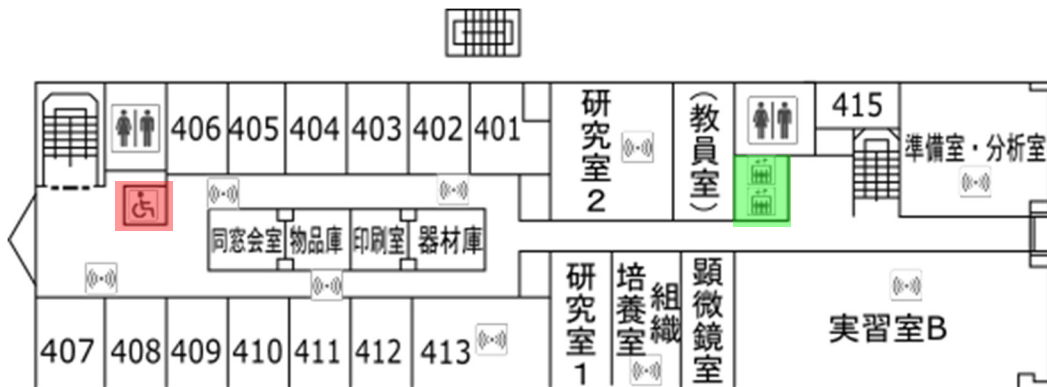 406
405
404
403
402
401
研究室2
（教員室）
415
準備室・分析室
同窓会室
物品庫
印刷室
器材庫
407
408
409
410
411
412
413
研究室1
組織
培養室
顕微鏡室
実習室B